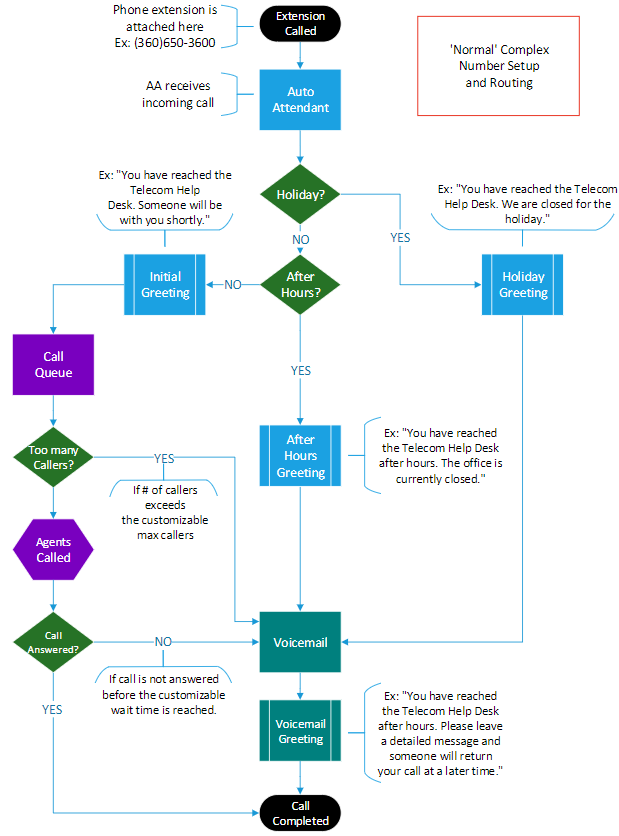 Phone extension is
attached here
Ex: (360)650-3600
Extension
Called
'Normal' Complex
Number Setup
and Routing
AA receives
incoming call
Auto
Attendant
Ex: "You have reached the
Telecom Help
Desk. Someone will be
with you shortly."
Holiday?
Ex: "You have reached the Telecom
Help Desk. We are closed for the
holiday."
NO
YES
Initial
Greeting
NO
After
Hours?
Holiday
Greeting
Call
Queue
YES
Too many
Callers?
YES
If # of callers
exceeds
the customizable
max callers
After
Hours
Greeting
Ex: "You have reached
the Telecom Help Desk
after hours. The office is
currently closed."
Agents
Called
Call
Answered?
NO
If call is not answered
before the customizable
wait time is reached.
Voicemail
YES
Voicemail
Greeting
Ex: "You have reached
the Telecom Help Desk
after hours. Please leave
a detailed message and
someone will return
your call at a later time."
Call
Completed